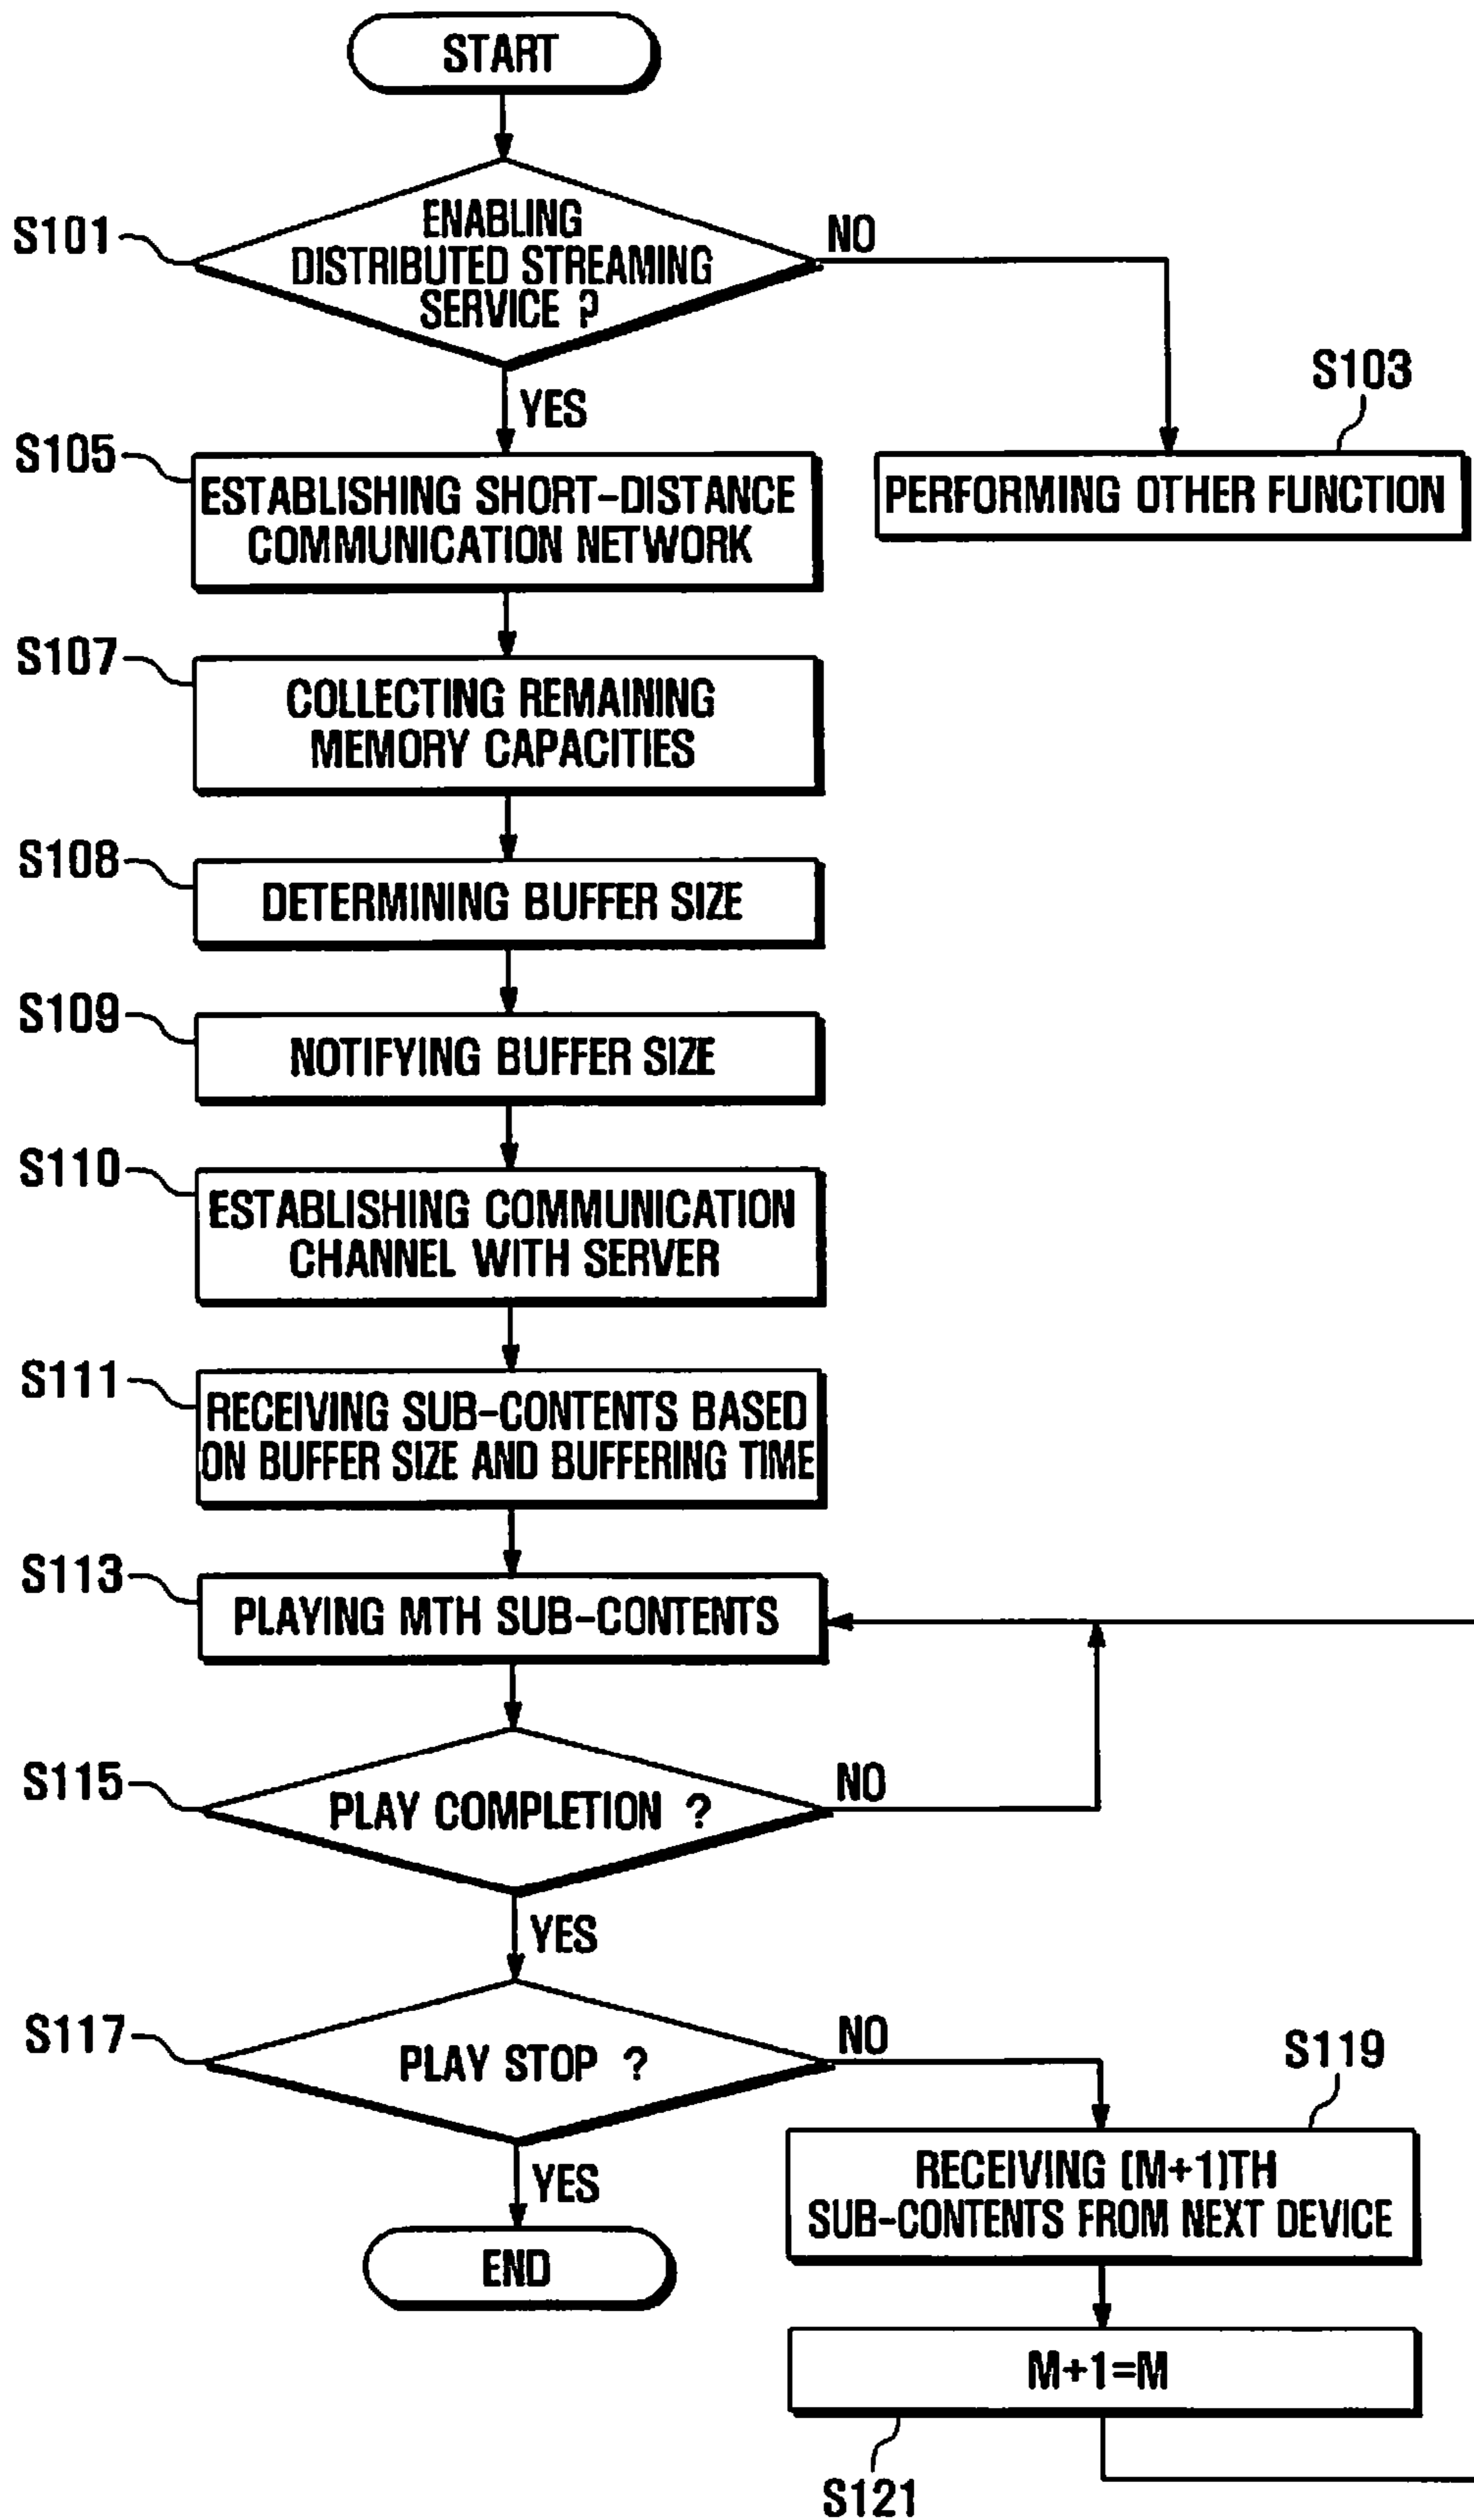 START
S101
ENABLING
DISTRIBUTED STREAMING
SERVICE ?
NO
YES
S103
PERFORMING OTHER FUNCTION
S105
ESTABLISHING SHORT-DISTANCE
COMMUNICATION NETWORK
S107
COLLECTING REMAINING
MEMORY CAPACITIES
S108
DETERMINING BUFFER SIZE
S109
NOTIFYING BUFFER SIZE
S110
ESTABLISHING COMMUNICATION
CHANNEL WITH SERVER
S111
RECEIVING SUB-CONTENTS BASED
ON BUFFER SIZE AND BUFFERING TIME
S113
PLAYING MTH SUB-CONTENTS
S115
PLAY COMPLETION ?
NO
YES
S117
PLAY STOP ?
NO
YES
END
S119
RECEIVING (M+1)TH
SUB-CONTENTS FROM NEXT DEVICE
M+1=M
S121